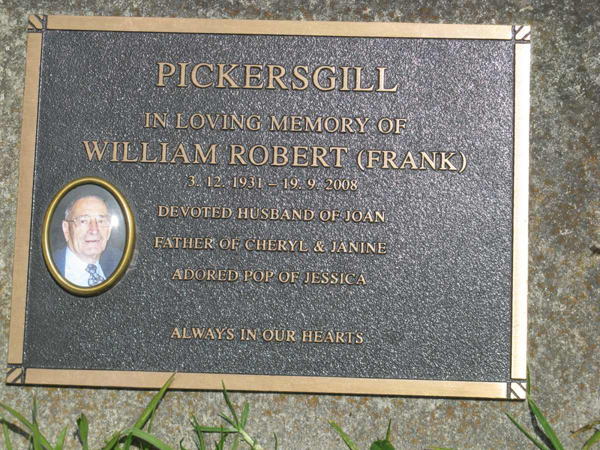 PICKERSGILL
IN LOVING MEMORY OF
WILLIAM ROBERT (FRANK)
3. 12. 1931 – 19. 9. 2008
DEVOTED HUSBAND OF JOAN
FATHER OF CHERYL & JANINE
ADORED POP OF JESSICA
ALWAYS IN OUR HEARTS